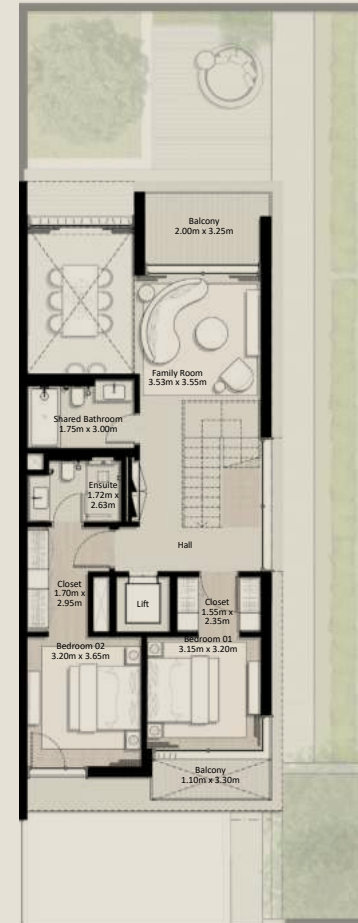 Balcony
2.00m x 3.25m
Family Room
3.53m x 3.55m
Shared Bathroom
1.75m x 3.00m
Ensuite
1.72m x
2.63m
Hall
Closet
1.70m x
2.95m
Lift
Closet
1.55m x
2.35m
Bedroom 02
3.20m x 3.65m
Bedroom 01
3.15m x 3.20m
Balcony
1.10m x 3.30m